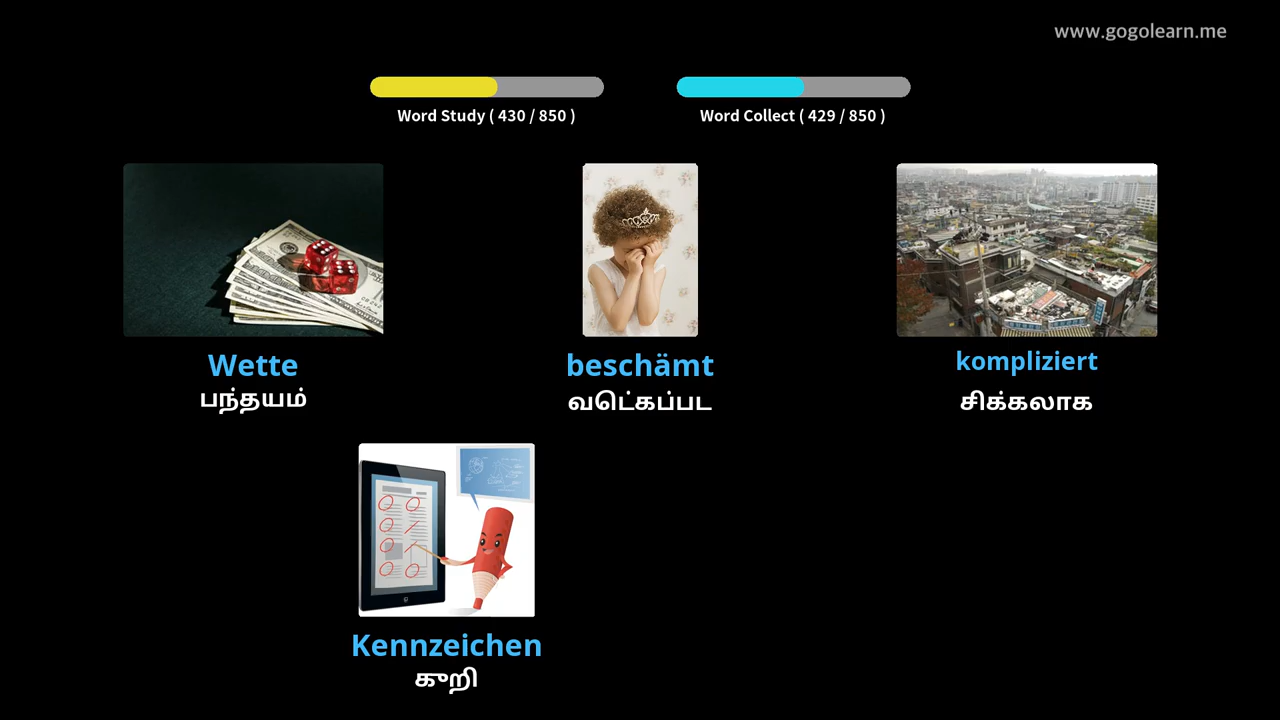 www.gogolearn.me
Word Study ( 430 / 850 )
Word Collect ( 429 / 850 )
Wette
பந்தயம்
beschämt
வெட்கப்பட
kompliziert
சிக்கலாக
Kennzeichen
குறி